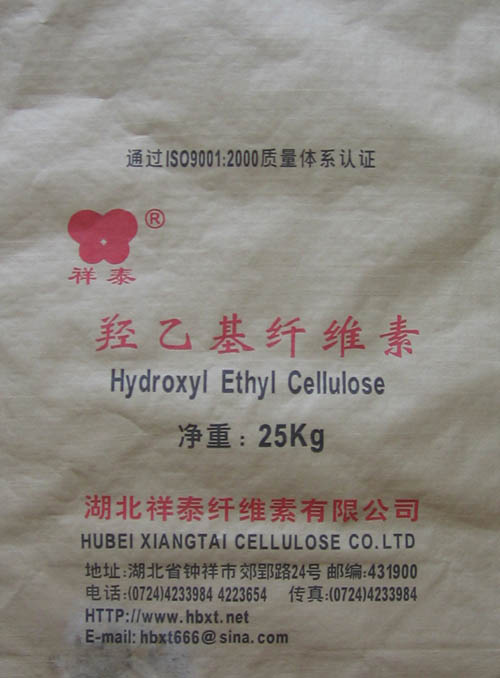 通过ISO9001:2000质量体系认证
®
祥泰
羟乙基纤维素
Hydroxyl Ethyl Cellulose
净重：25Kg
湖北祥泰纤维素有限公司
HUBEI XIANGTAI CELLULOSE CO.LTD
地址:湖北省钟祥市郊郢路24号 邮编:431900
电话:(0724)4233984 4223654 传真:(0724)4233984
HTTP://www.hbxt.net
E-mail: hbxt666@sina.com